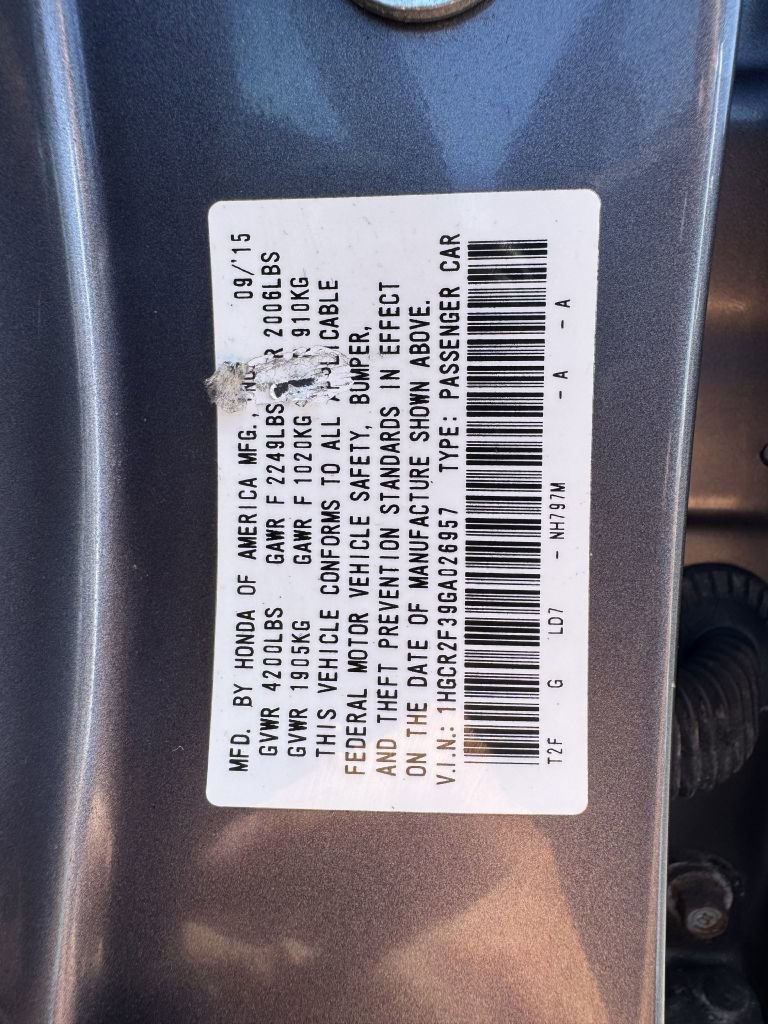 MFD. BY HONDA OF AMERICA MFG., 09/'15
GVWR 4200LBS GAWR F 2249LBS R 2006LBS
GVWR 1905KG GAWR F 1020KG 910KG
THIS VEHICLE CONFORMS TO ALL
FEDERAL MOTOR VEHICLE SAFETY, BUMPER,
AND THEFT PREVENTION STANDARDS IN EFFECT
ON THE DATE OF MANUFACTURE SHOWN ABOVE.
V.I.N.: 1HGCR2F39GA026957 TYPE: PASSENGER CAR
T2F G LD7 - NH797M - A - A